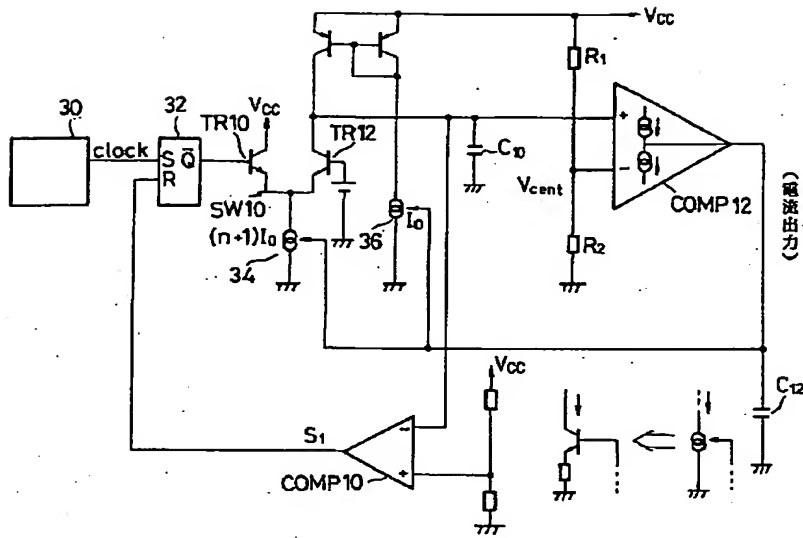 VCC
R1
30
32
VCC
TR10
TR12
clock
S Q̅
R
C10
+
−
Vcent
COMP12
SW10
(n+1)I0
34
36
I0
R2
(電流出力)
VCC
C12
S1
−
+
COMP10